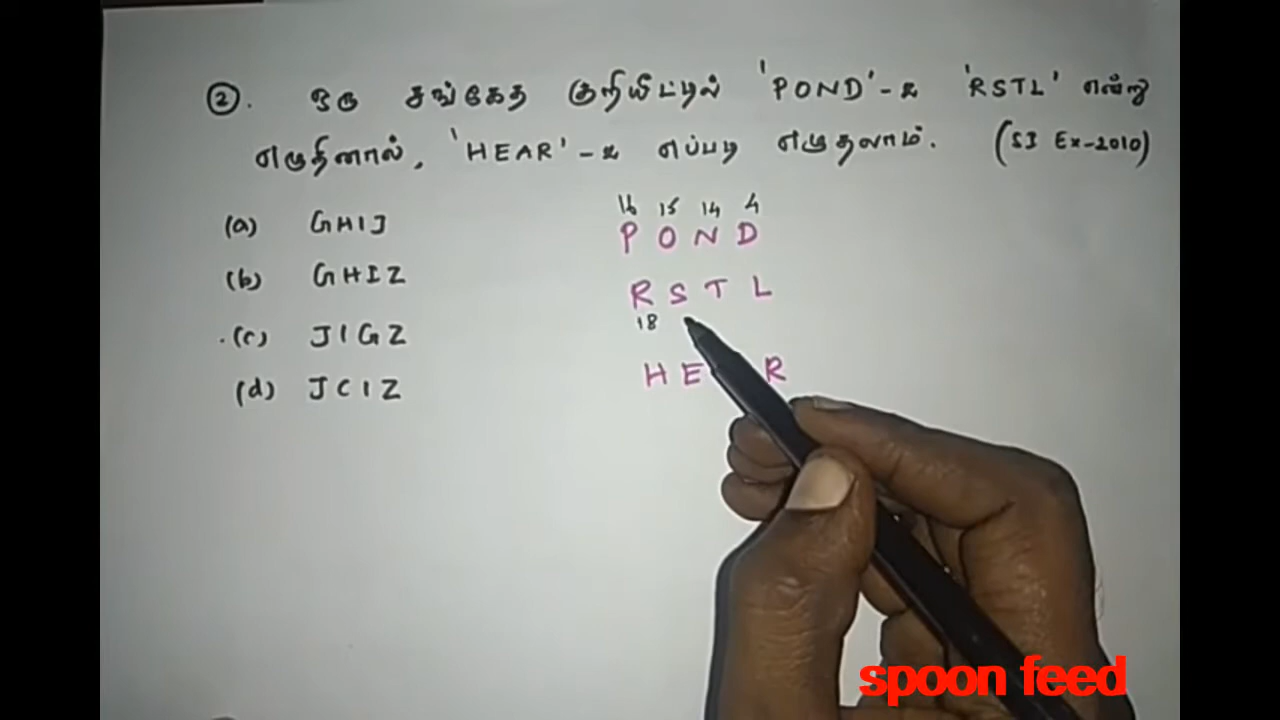 ②. ஒரு சங்கேத குறியீட்டில் 'POND'-ஐ 'RSTL' என்று
எழுதினால், 'HEAR'-ஐ எப்படி எழுதலாம். (SI Ex-2010)
(a) GHIJ
(b) GHIZ
(c) JIGZ
(d) JCIZ
16 15 14 4
P O N D
R S T L
18
H E R
spoon feed